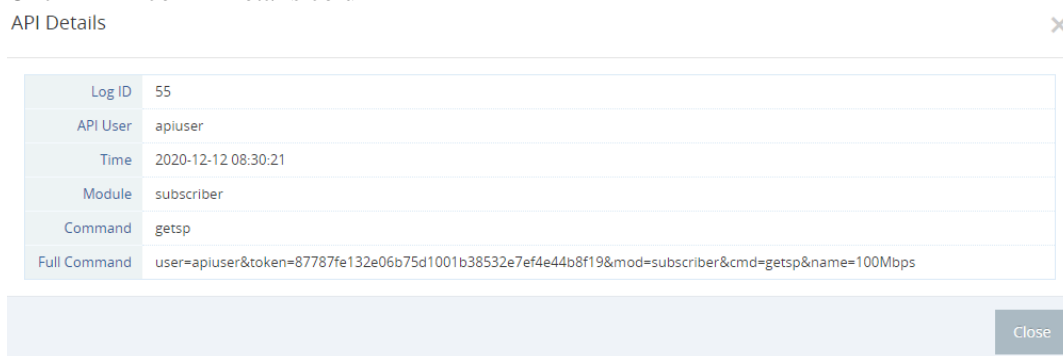 API Details
Log ID 55
API User apiuser
Time 2020-12-12 08:30:21
Module subscriber
Command getsp
Full Command user=apiuser&token=87787fe132e06b75d1001b38532e7ef4e44b8f19&mod=subscriber&cmd=getsp&name=100Mbps
Close